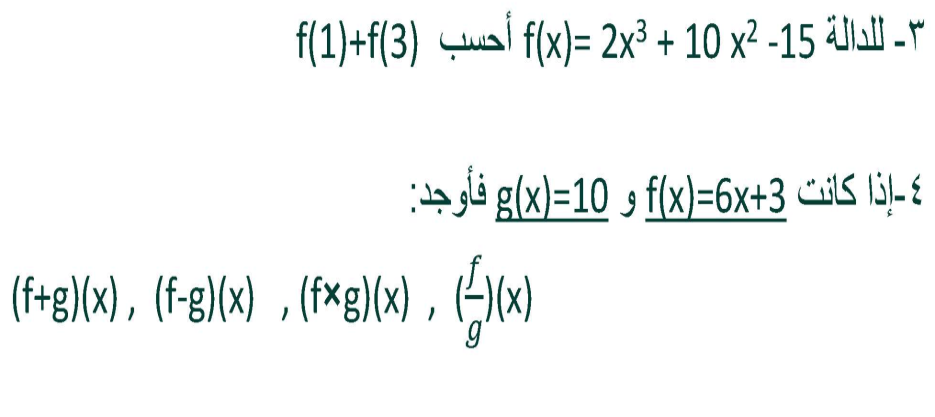 ٣- للدالة f(x)= 2x³ + 10 x² -15 أحسب f(1)+f(3)
٤-إذا كانت f(x)=6x+3 و g(x)=10 فأوجد:
(f+g)(x) , (f-g)(x) , (f×g)(x) , (f/g)(x)